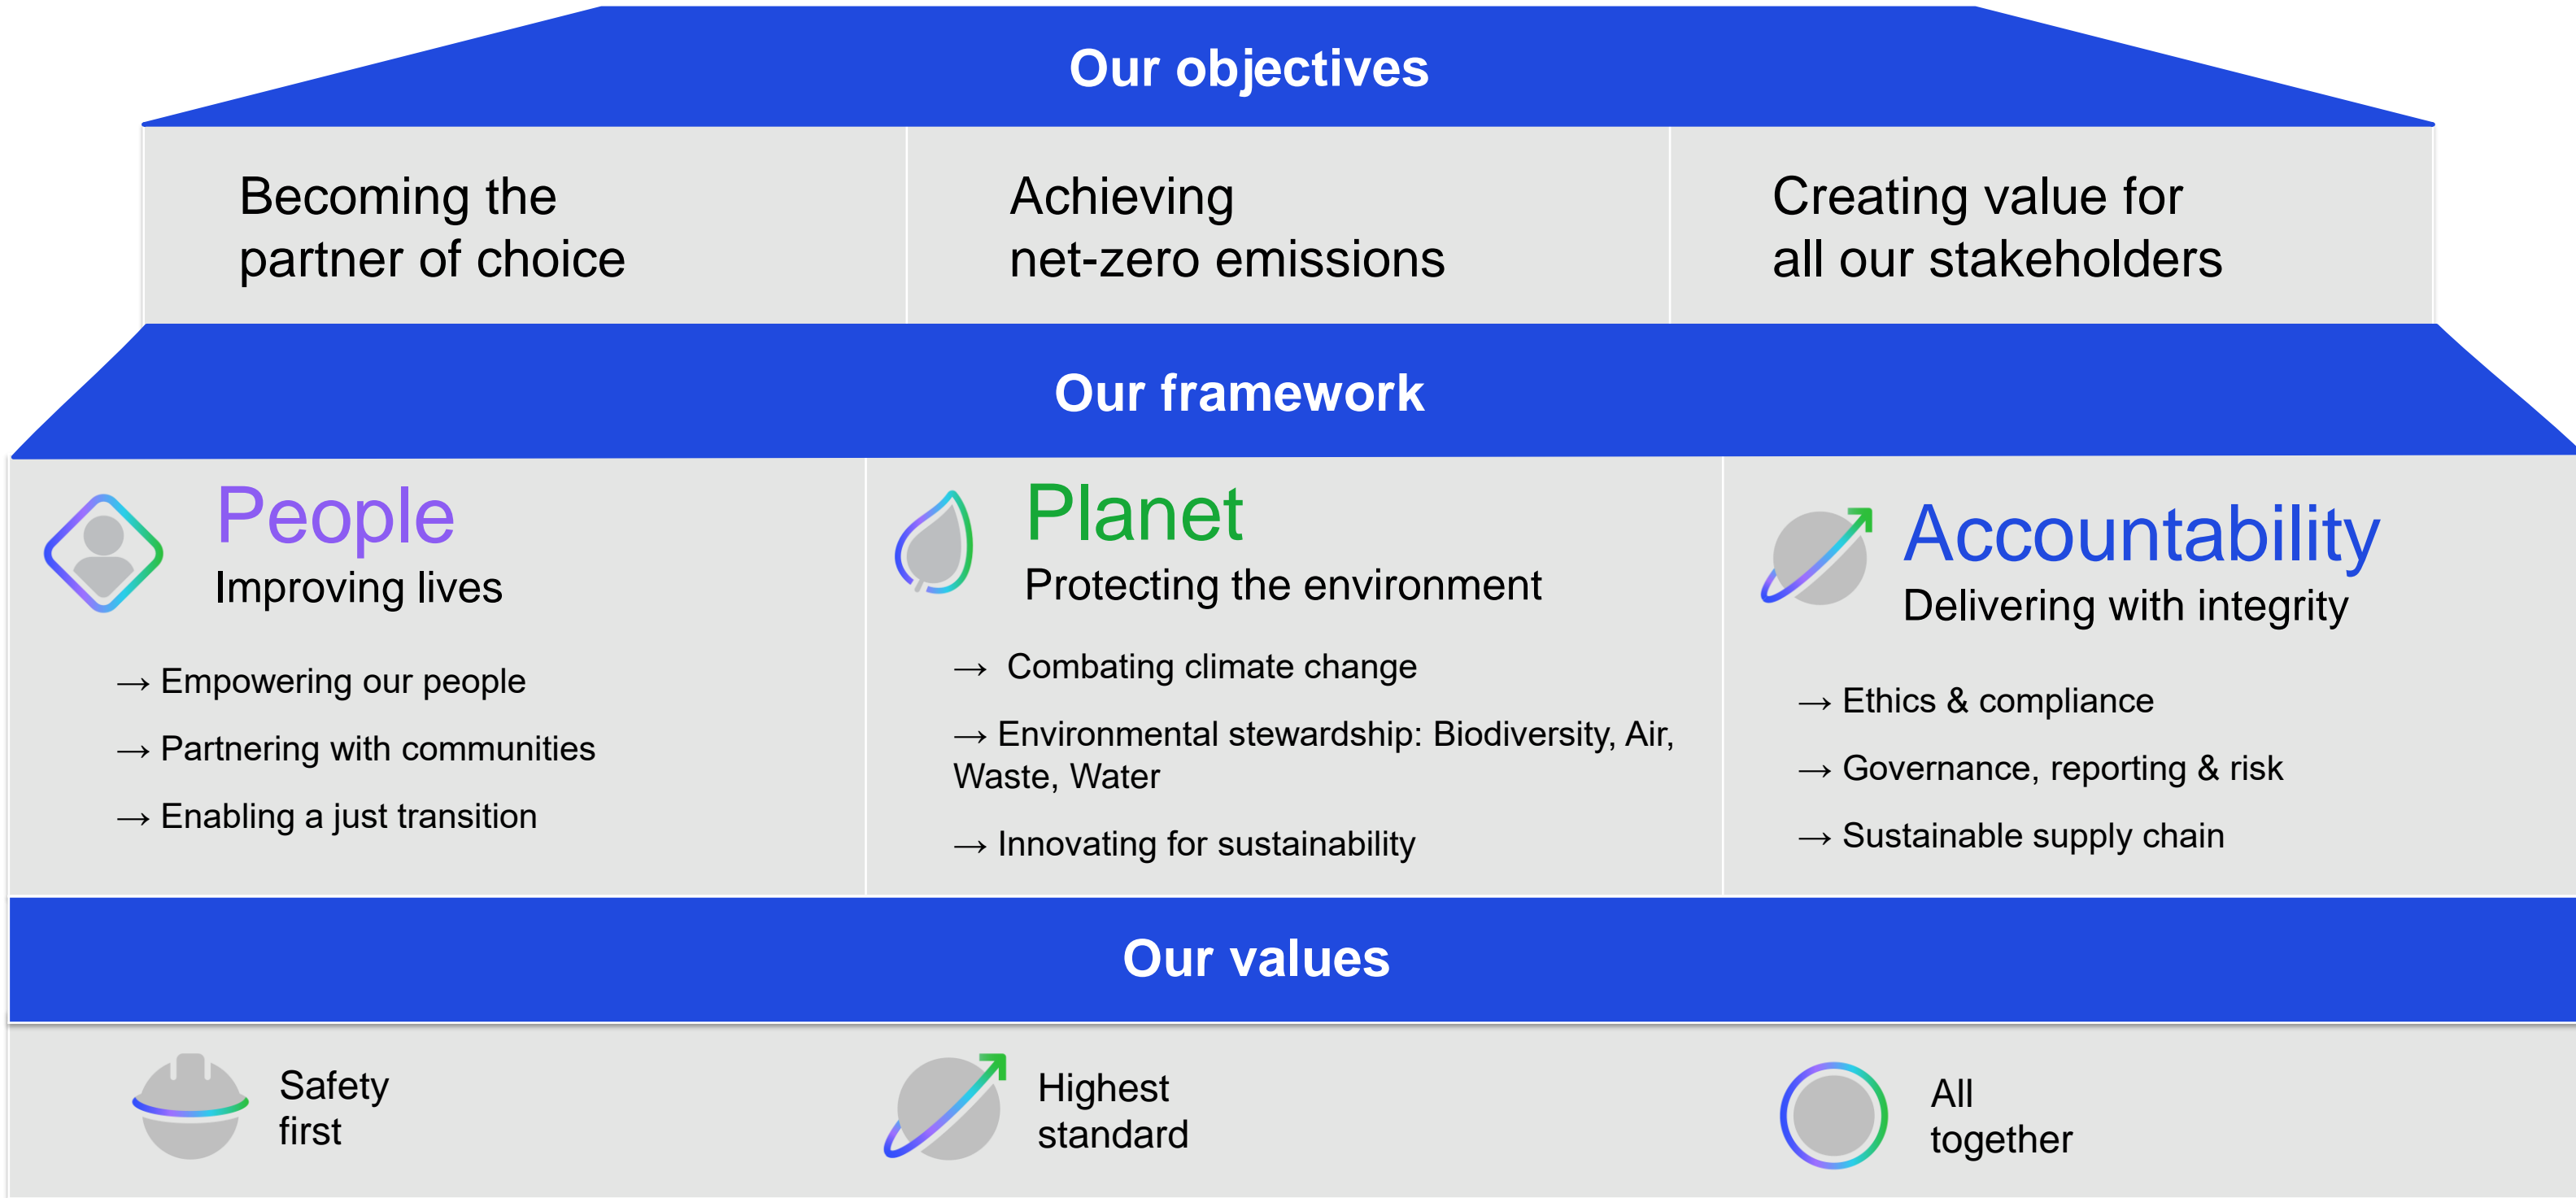 Our objectives
Becoming the
partner of choice
Achieving
net-zero emissions
Creating value for
all our stakeholders
Our framework
People
Improving lives
→ Empowering our people
→ Partnering with communities
→ Enabling a just transition
Planet
Protecting the environment
→ Combating climate change
→ Environmental stewardship: Biodiversity, Air,
Waste, Water
→ Innovating for sustainability
Accountability
Delivering with integrity
→ Ethics & compliance
→ Governance, reporting & risk
→ Sustainable supply chain
Our values
Safety
first
Highest
standard
All
together